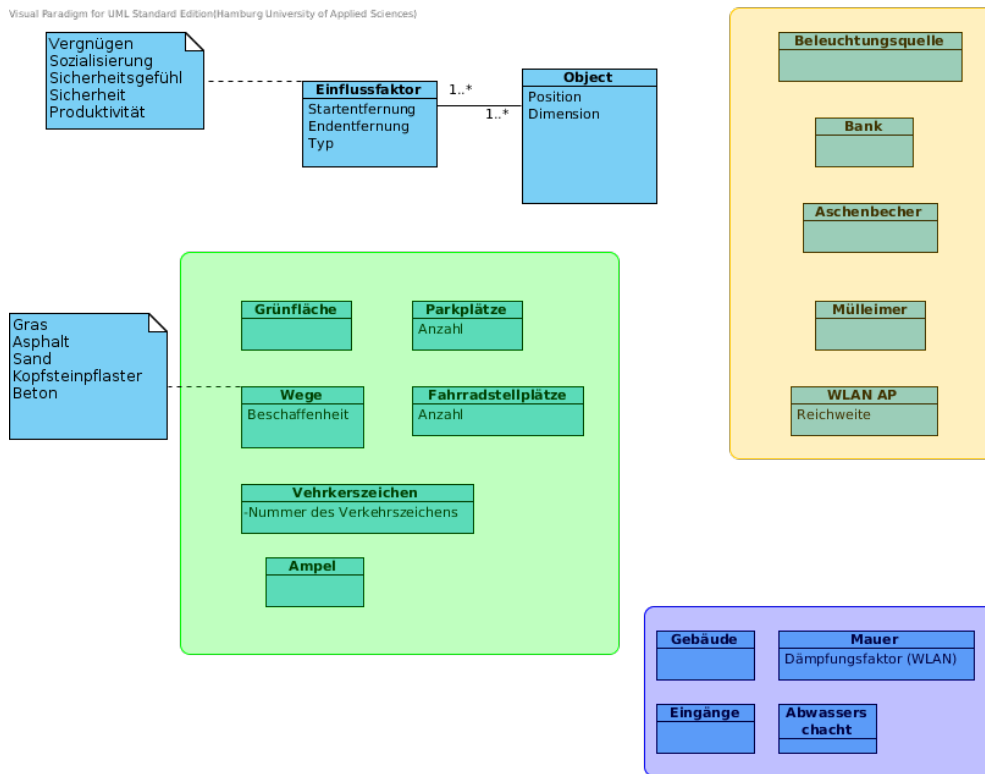 Visual Paradigm for UML Standard Edition(Hamburg University of Applied Sciences)
Vergnügen
Sozialisierung
Sicherheitsgefühl
Sicherheit
Produktivität
Einflussfaktor
Startentfernung
Endentfernung
Typ
1..*
1..*
Object
Position
Dimension
Beleuchtungsquelle
Bank
Aschenbecher
Mülleimer
WLAN AP
Reichweite
Gras
Asphalt
Sand
Kopfsteinpflaster
Beton
Grünfläche
Parkplätze
Anzahl
Wege
Beschaffenheit
Fahrradstellplätze
Anzahl
Vehrkerszeichen
-Nummer des Verkehrszeichens
Ampel
Gebäude
Mauer
Dämpfungsfaktor (WLAN)
Eingänge
Abwassers
chacht